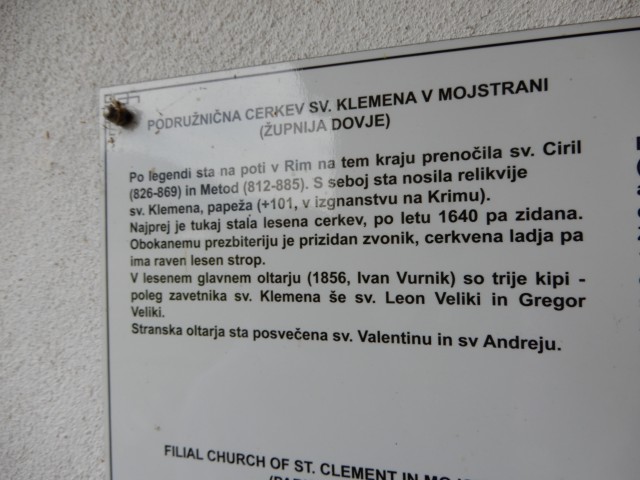 PODRUŽNIČNA CERKEV SV. KLEMENA V MOJSTRANI
(ŽUPNIJA DOVJE)
Po legendi sta na poti v Rim na tem kraju prenočila sv. Ciril
(826-869) in Metod (812-885). S seboj sta nosila relikvije
sv. Klemena, papeža (+101, v izgnanstvu na Krimu).
Najprej je tukaj stala lesena cerkev, po letu 1640 pa zidana.
Obokanemu prezbiteriju je prizidan zvonik, cerkvena ladja pa
ima raven lesen strop.
V lesenem glavnem oltarju (1856, Ivan Vurnik) so trije kipi -
poleg zavetnika sv. Klemena še sv. Leon Veliki in Gregor
Veliki.
Stranska oltarja sta posvečena sv. Valentinu in sv Andreju.
FILIAL CHURCH OF ST. CLEMENT IN